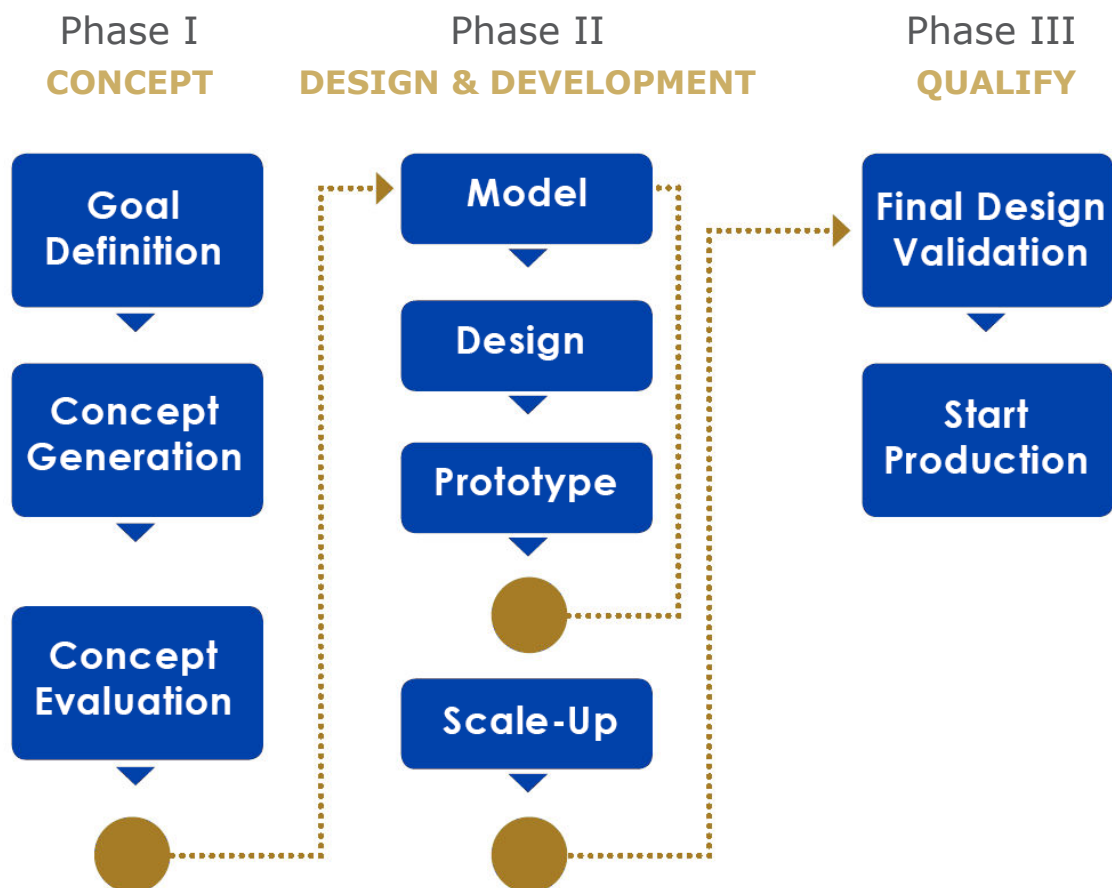 Phase I
CONCEPT
Goal
Definition
Concept
Generation
Concept
Evaluation
Phase II
DESIGN & DEVELOPMENT
Model
Design
Prototype
Scale-Up
Phase III
QUALIFY
Final Design
Validation
Start
Production